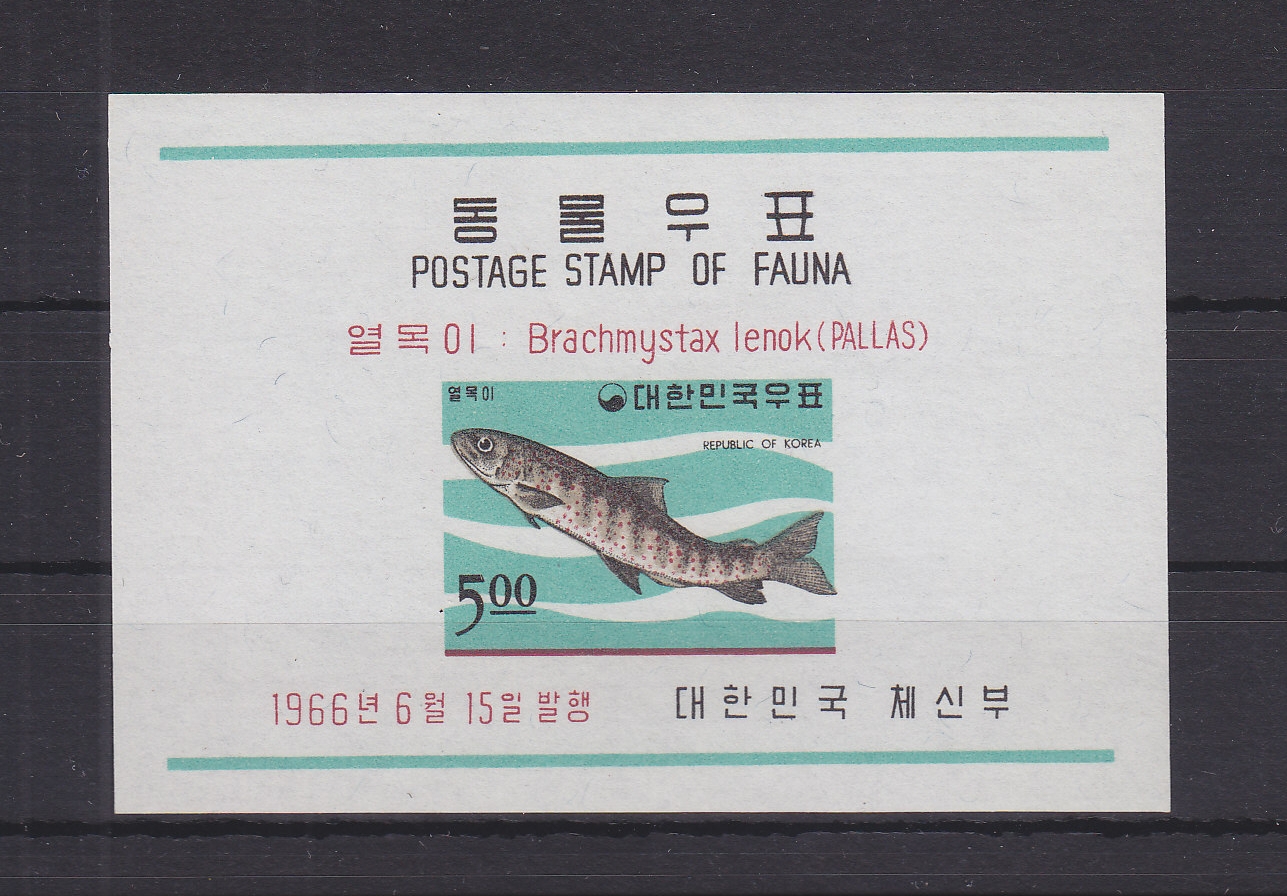 동물우표
POSTAGE STAMP OF FAUNA
열목이 : Brachmystax lenok (PALLAS)
열목이
대한민국우표
REPUBLIC OF KOREA
5.00
1966년 6월 15일 발행 대한민국 체신부